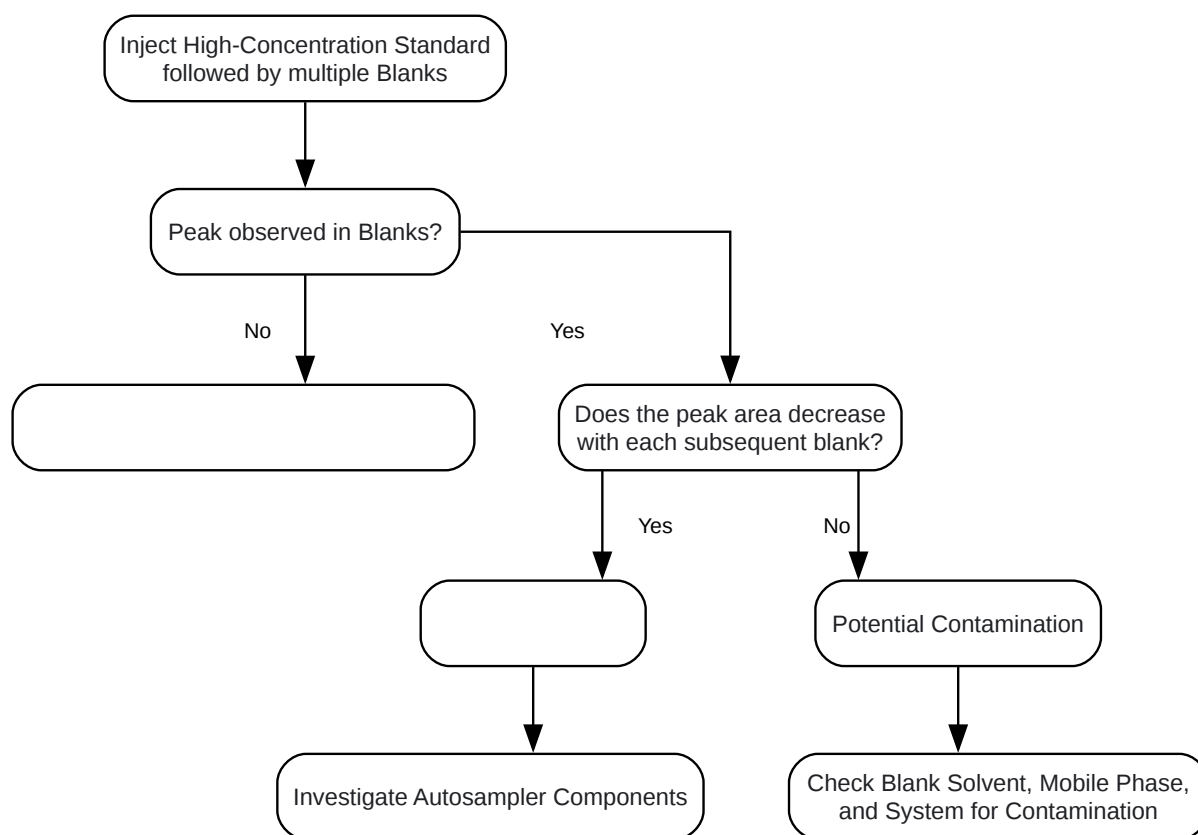 Inject High-Concentration Standard
followed by multiple Blanks
Peak observed in Blanks?
No
Yes
Does the peak area decrease
with each subsequent blank?
Yes
No
Potential Contamination
Investigate Autosampler Components
Check Blank Solvent, Mobile Phase,
and System for Contamination